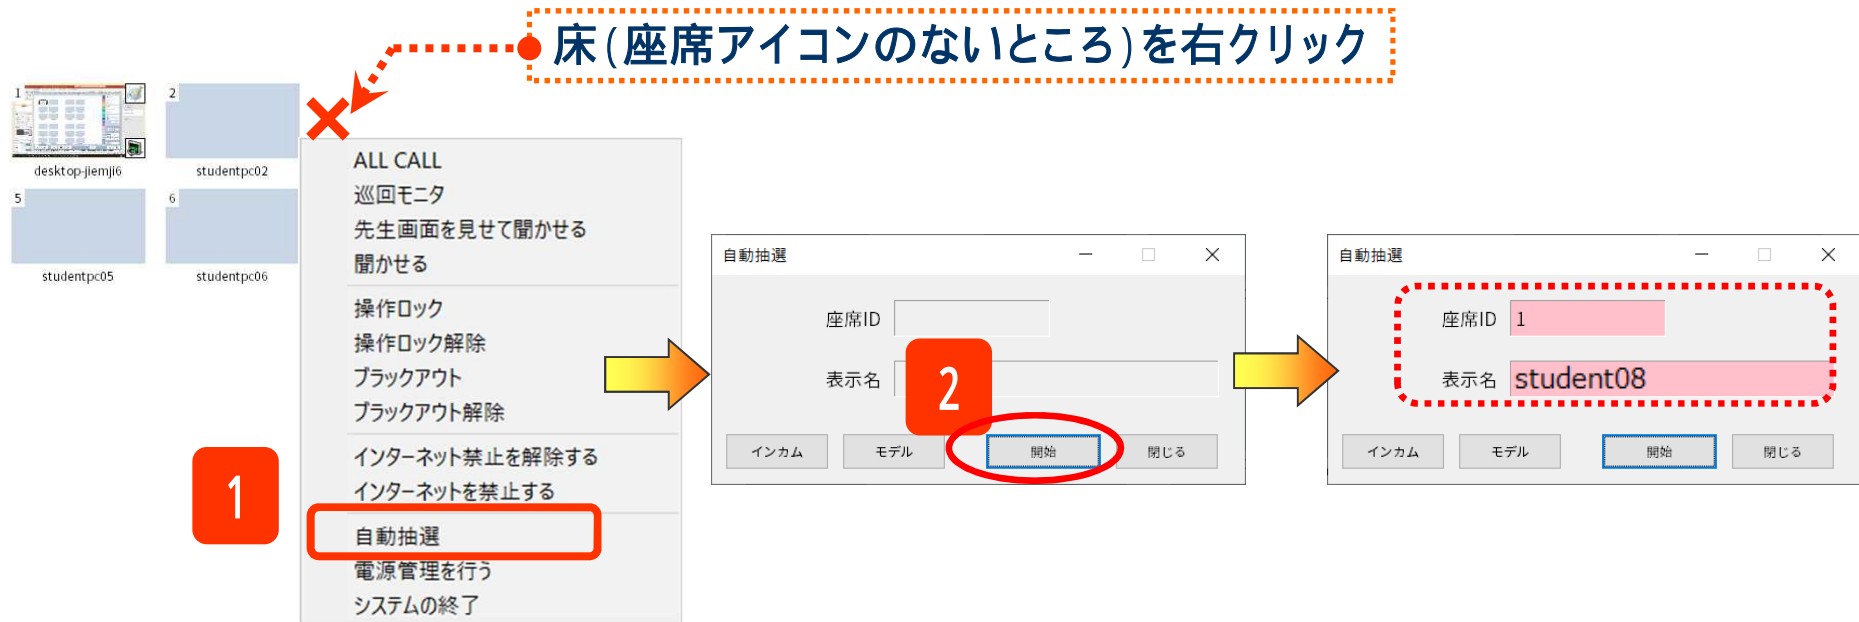 床(座席アイコンのないところ)を右クリック
1
desktop-jiemji6
2
studentpc02
5
studentpc05
6
studentpc06
ALL CALL
巡回モニタ
先生画面を見せて聞かせる
聞かせる
操作ロック
操作ロック解除
ブラックアウト
ブラックアウト解除
インターネット禁止を解除する
インターネットを禁止する
1
自動抽選
電源管理を行う
システムの終了
自動抽選
座席ID
表示名
2
インカム
モデル
開始
閉じる
自動抽選
座席ID 1
表示名 student08
インカム
モデル
開始
閉じる